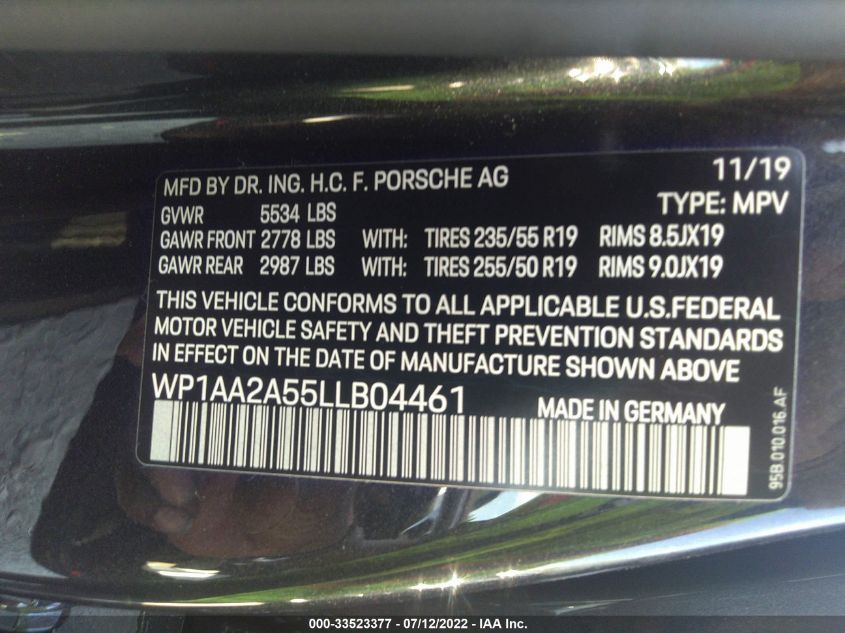 MFD BY DR. ING. H.C. F. PORSCHE AG 11/19
GVWR 5534 LBS TYPE: MPV
GAWR FRONT 2778 LBS WITH: TIRES 235/55 R19 RIMS 8.5JX19
GAWR REAR 2987 LBS WITH: TIRES 255/50 R19 RIMS 9.0JX19
THIS VEHICLE CONFORMS TO ALL APPLICABLE U.S.FEDERAL
MOTOR VEHICLE SAFETY AND THEFT PREVENTION STANDARDS
IN EFFECT ON THE DATE OF MANUFACTURE SHOWN ABOVE
WP1AA2A55LLB04461 MADE IN GERMANY
95B.010.016.AF
000-33523377 - 07/12/2022 - IAA Inc.